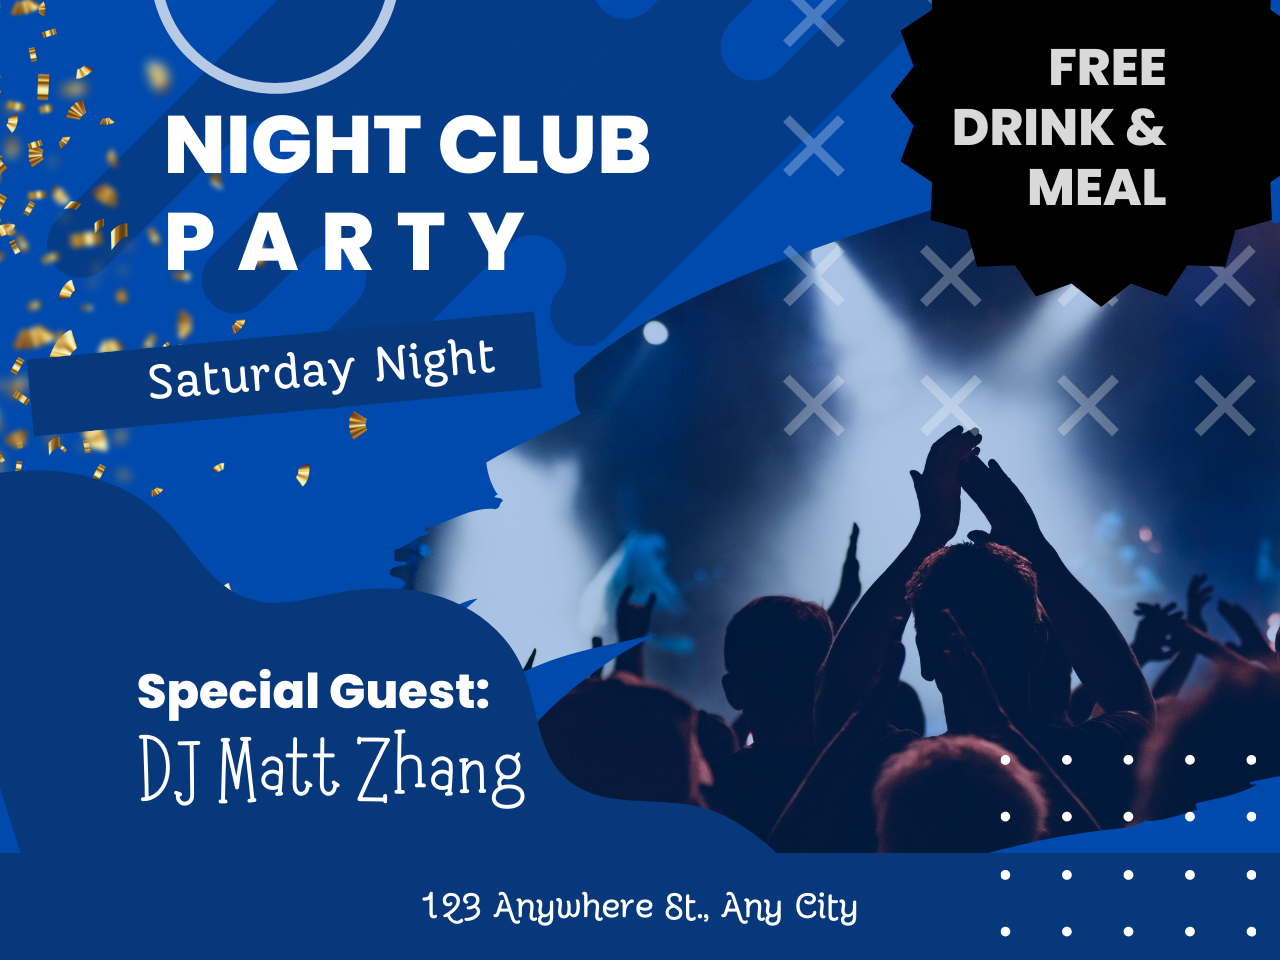 NIGHT CLUB
PARTY
FREE
DRINK &
MEAL
Saturday Night
Special Guest:
DJ Matt Zhang
123 Anywhere St., Any City